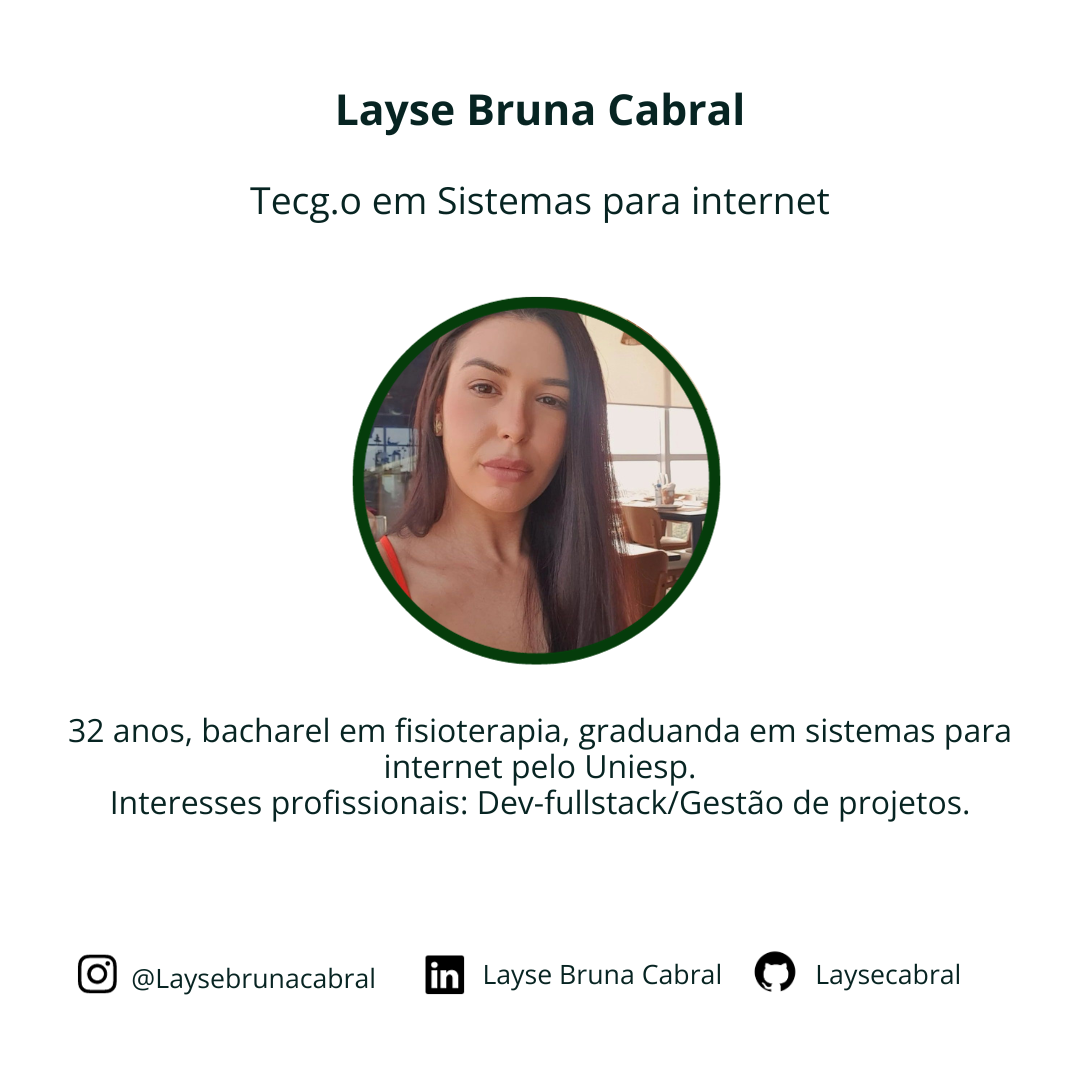 Layse Bruna Cabral
Tecg.o em Sistemas para internet
32 anos, bacharel em fisioterapia, graduanda em sistemas para
internet pelo Uniesp.
Interesses profissionais: Dev-fullstack/Gestão de projetos.
@Laysebrunacabral
in Layse Bruna Cabral
Laysecabral